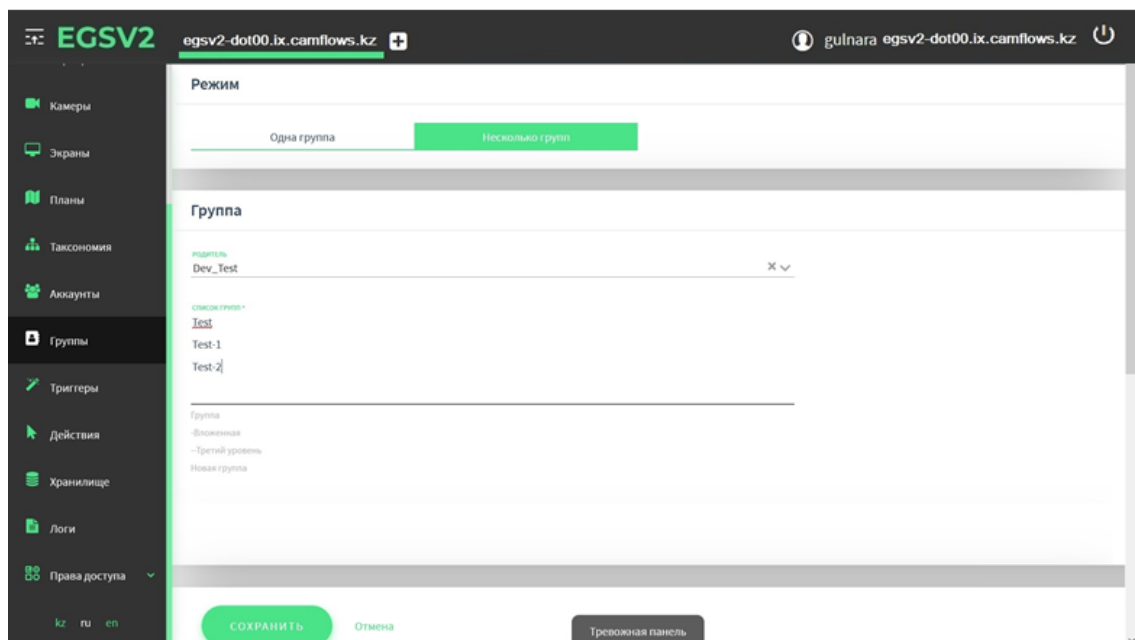 EGSV2
egsv2-dot00.ix.camflows.kz
gulnara egsv2-dot00.ix.camflows.kz
Камеры
Экраны
Планы
Таксономия
Аккаунты
Группы
Триггеры
Действия
Хранилище
Логи
Права доступа
kz ru en
Режим
Одна группа
Несколько групп
Группа
РОДИТЕЛЬ
Dev_Test
СПИСОК ГРУПП *
Test
Test-1
Test-2
Группа
-Вложенная
--Третий уровень
Новая группа
СОХРАНИТЬ
Отмена
Тревожная панель